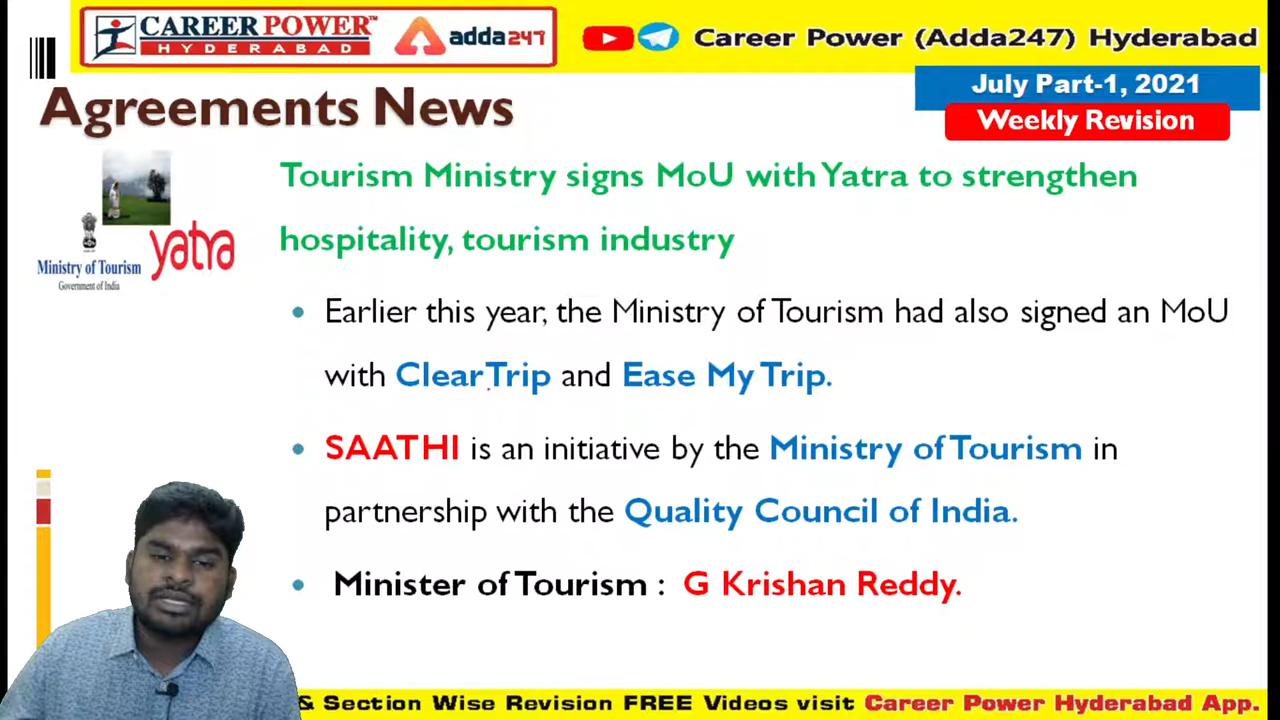 CAREER POWER™
HYDERABAD
adda247
Career Power (Adda247) Hyderabad
July Part-1, 2021
Weekly Revision
Agreements News
Ministry of Tourism
Government of India
yatra
Tourism Ministry signs MoU with Yatra to strengthen
hospitality, tourism industry
• Earlier this year, the Ministry of Tourism had also signed an MoU
with ClearTrip and Ease My Trip.
• SAATHI is an initiative by the Ministry of Tourism in
partnership with the Quality Council of India.
• Minister of Tourism : G Krishan Reddy.
& Section Wise Revision FREE Videos visit Career Power Hyderabad App.